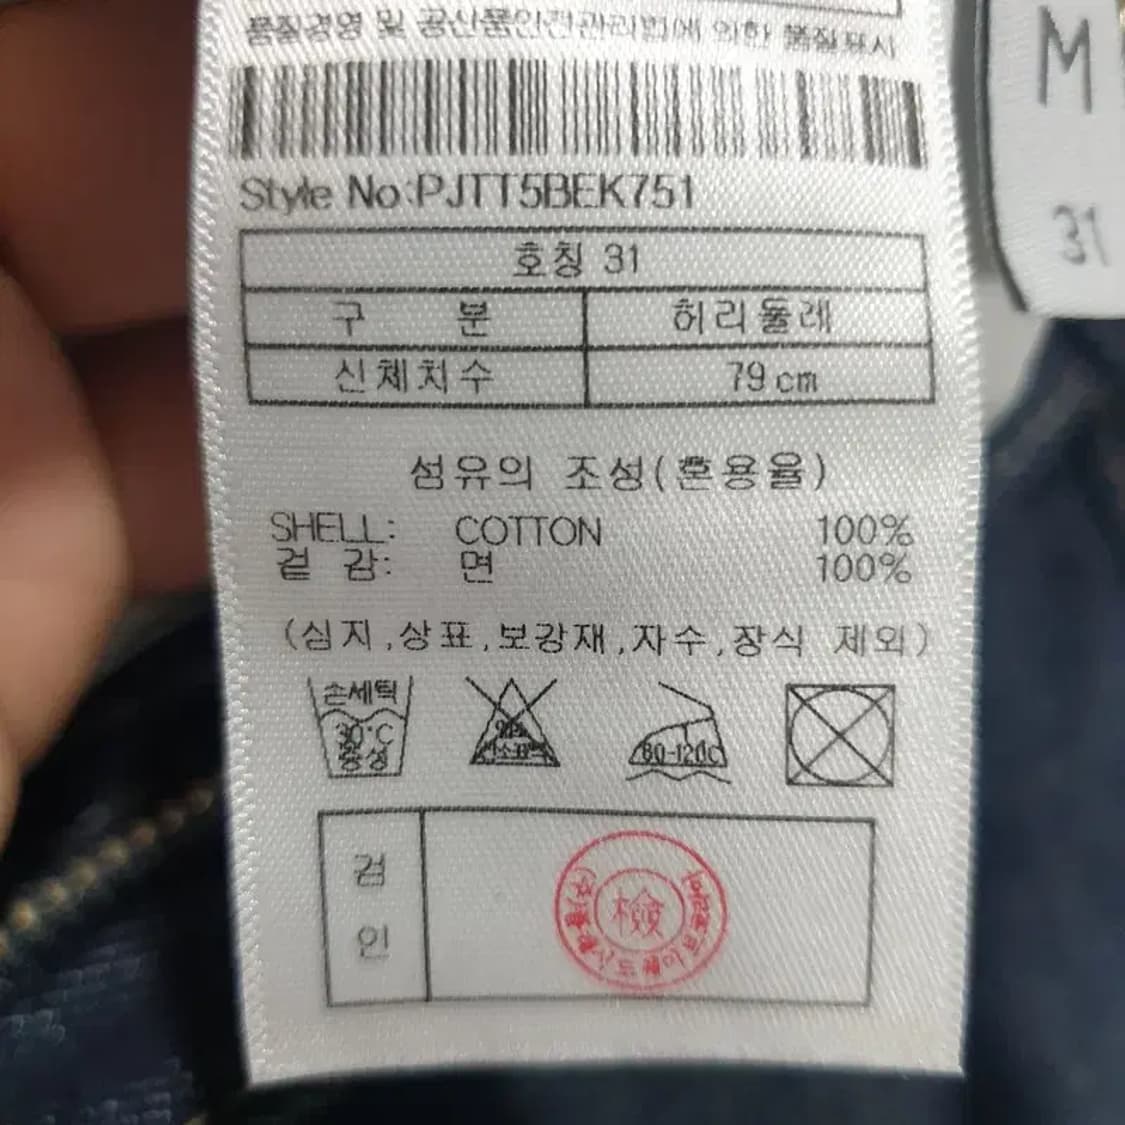 품질경영 및 공산품안전관리법에 의한 품질표시
Style No:PJTT5BEK751
호칭 31
구 분 허리둘레
신체치수 79 cm
섬유의 조성(혼용율)
SHELL: COTTON 100%
겉 감: 면 100%
(심지,상표,보강재,자수,장식 제외)
손세탁
30°C
중성
80-120C
검
인
檢
M
31